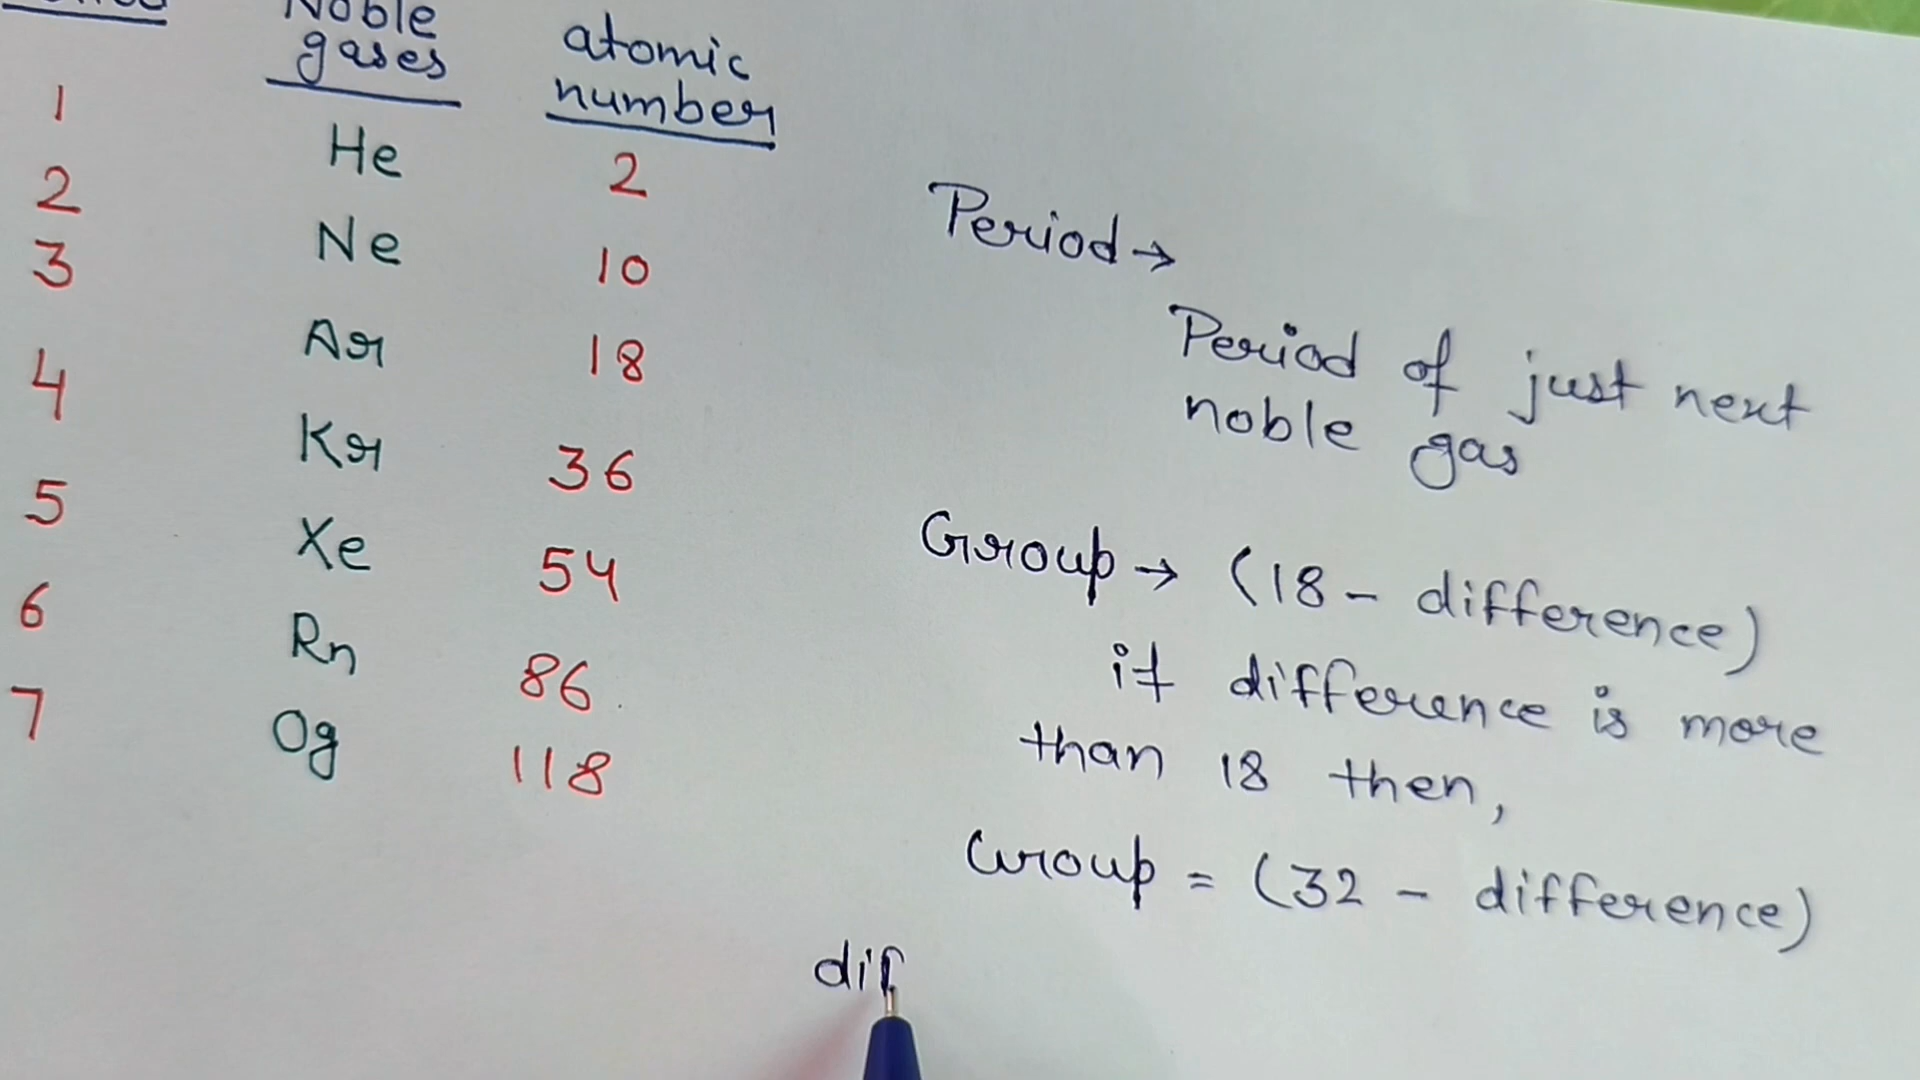 Noble
gases
atomic
number
1 He 2
2 Ne 10
3 Ar 18
4 Kr 36
5 Xe 54
6 Rn 86
7 Og 118
Period →
Period of just next
noble gas
Group → (18 - difference)
if difference is more
than 18 then,
Group = (32 - difference)
dif